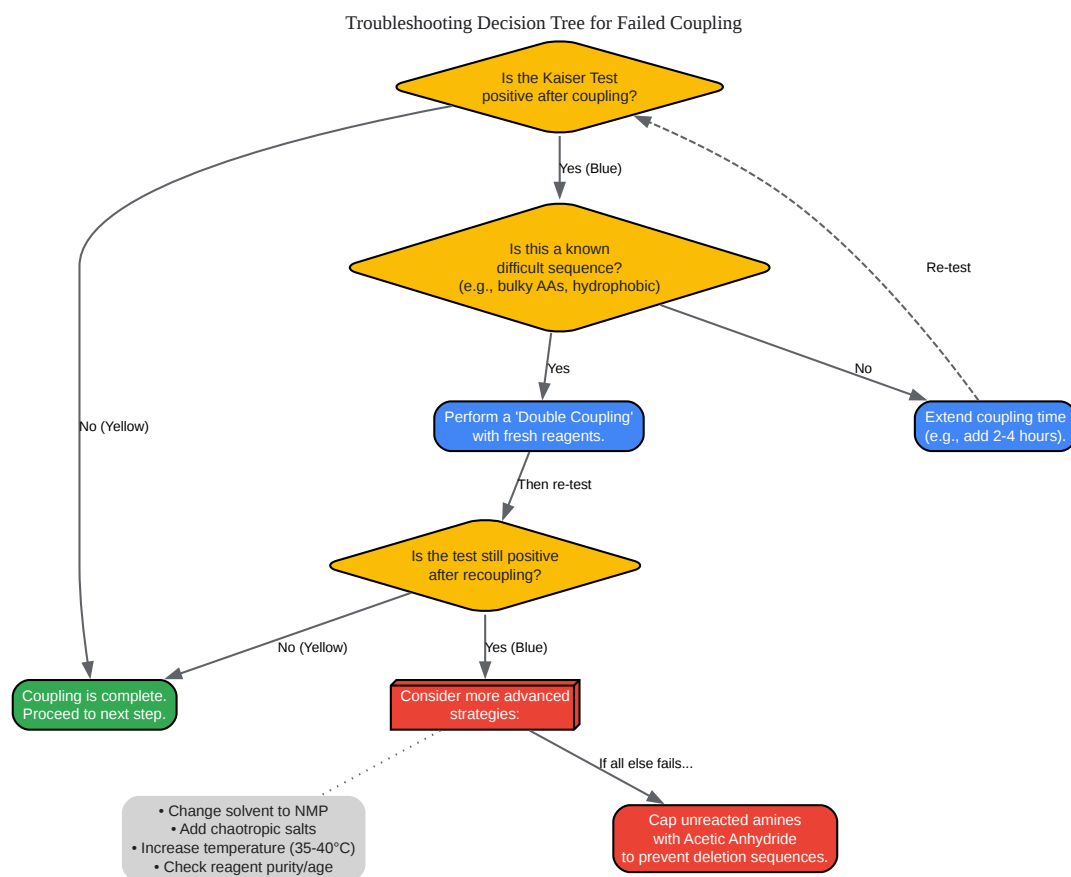 Troubleshooting Decision Tree for Failed Coupling
Is the Kaiser Test
positive after coupling?
Yes (Blue)
Is this a known
difficult sequence?
(e.g., bulky AAs, hydrophobic)
Re-test
Yes
No
No (Yellow)
Perform a 'Double Coupling'
with fresh reagents.
Extend coupling time
(e.g., add 2-4 hours).
Then re-test
Is the test still positive
after recoupling?
No (Yellow)
Yes (Blue)
Coupling is complete.
Proceed to next step.
Consider more advanced
strategies:
If all else fails...
• Change solvent to NMP
• Add chaotropic salts
• Increase temperature (35-40°C)
• Check reagent purity/age
Cap unreacted amines
with Acetic Anhydride
to prevent deletion sequences.